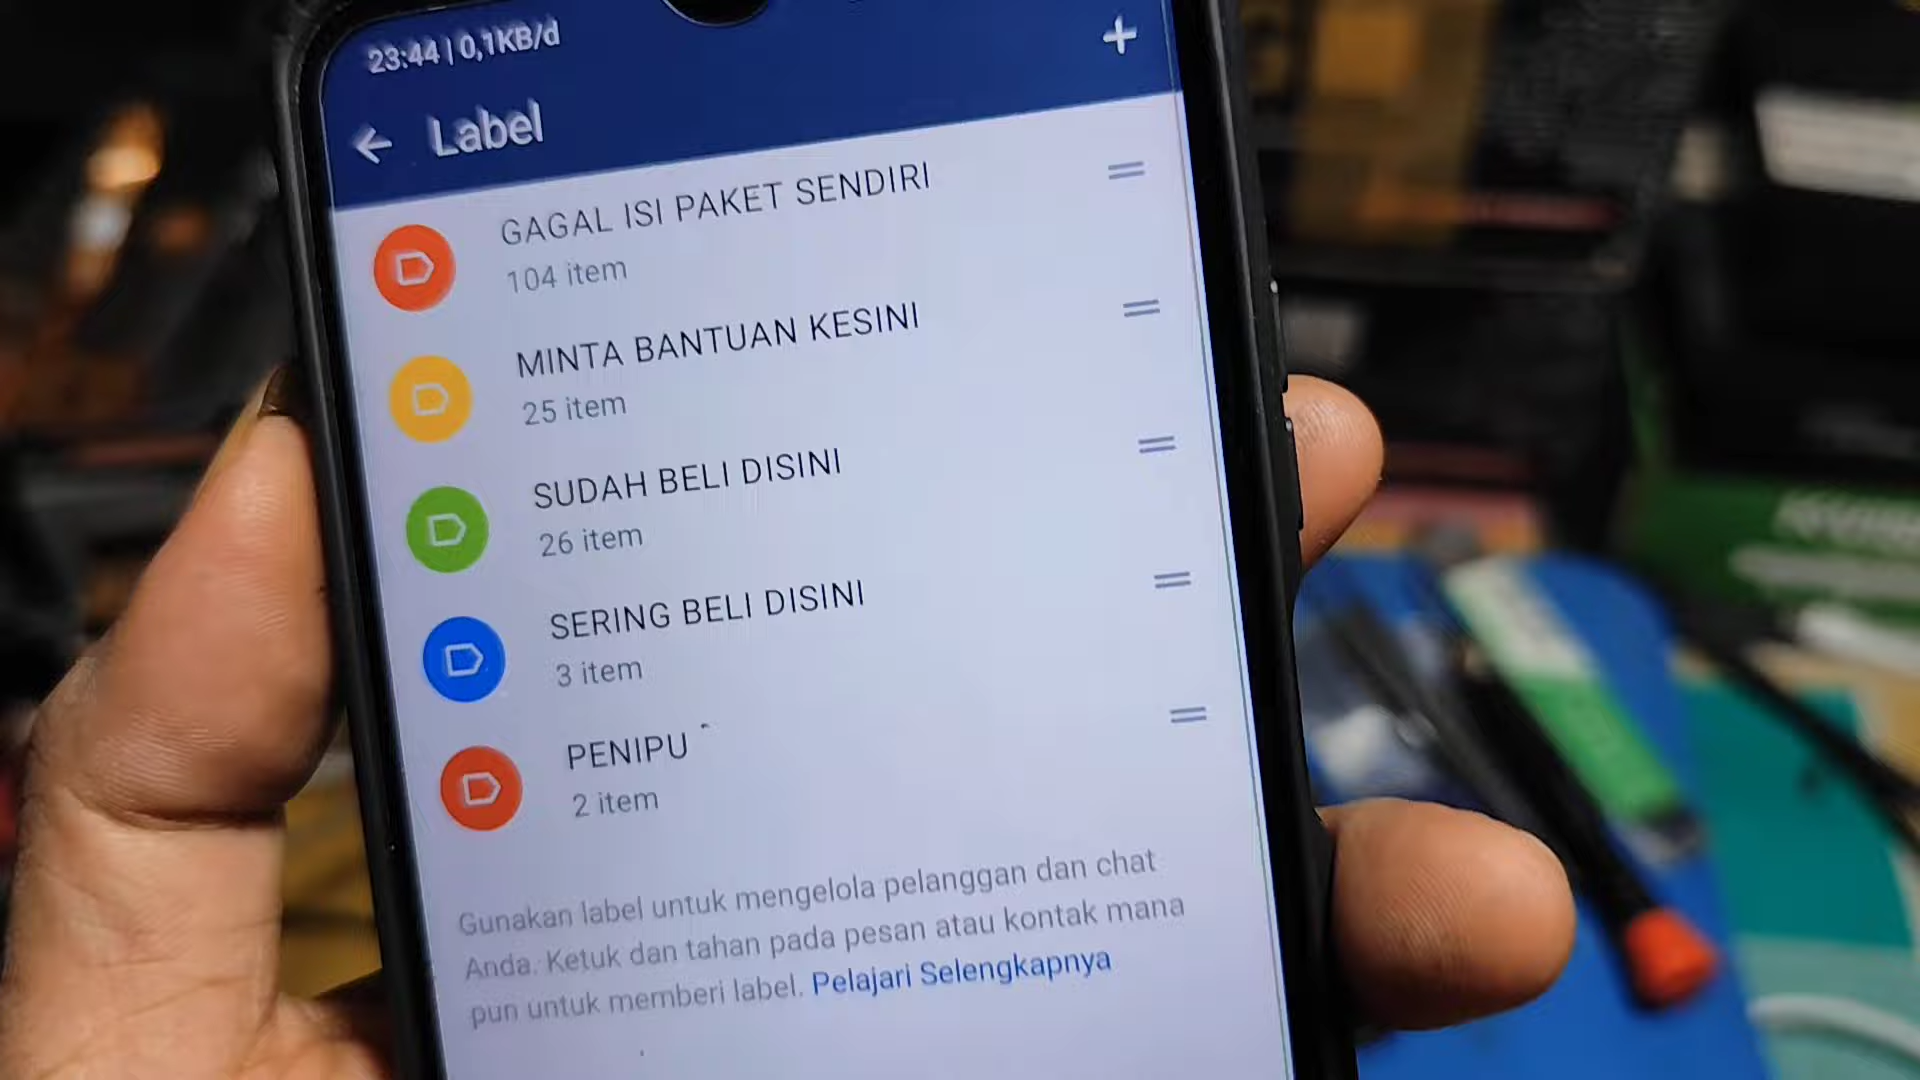 23:44 | 0,1KB/d
Label
GAGAL ISI PAKET SENDIRI
104 item
MINTA BANTUAN KESINI
25 item
SUDAH BELI DISINI
26 item
SERING BELI DISINI
3 item
PENIPU
2 item
Gunakan label untuk mengelola pelanggan dan chat
Anda. Ketuk dan tahan pada pesan atau kontak mana
pun untuk memberi label. Pelajari Selengkapnya